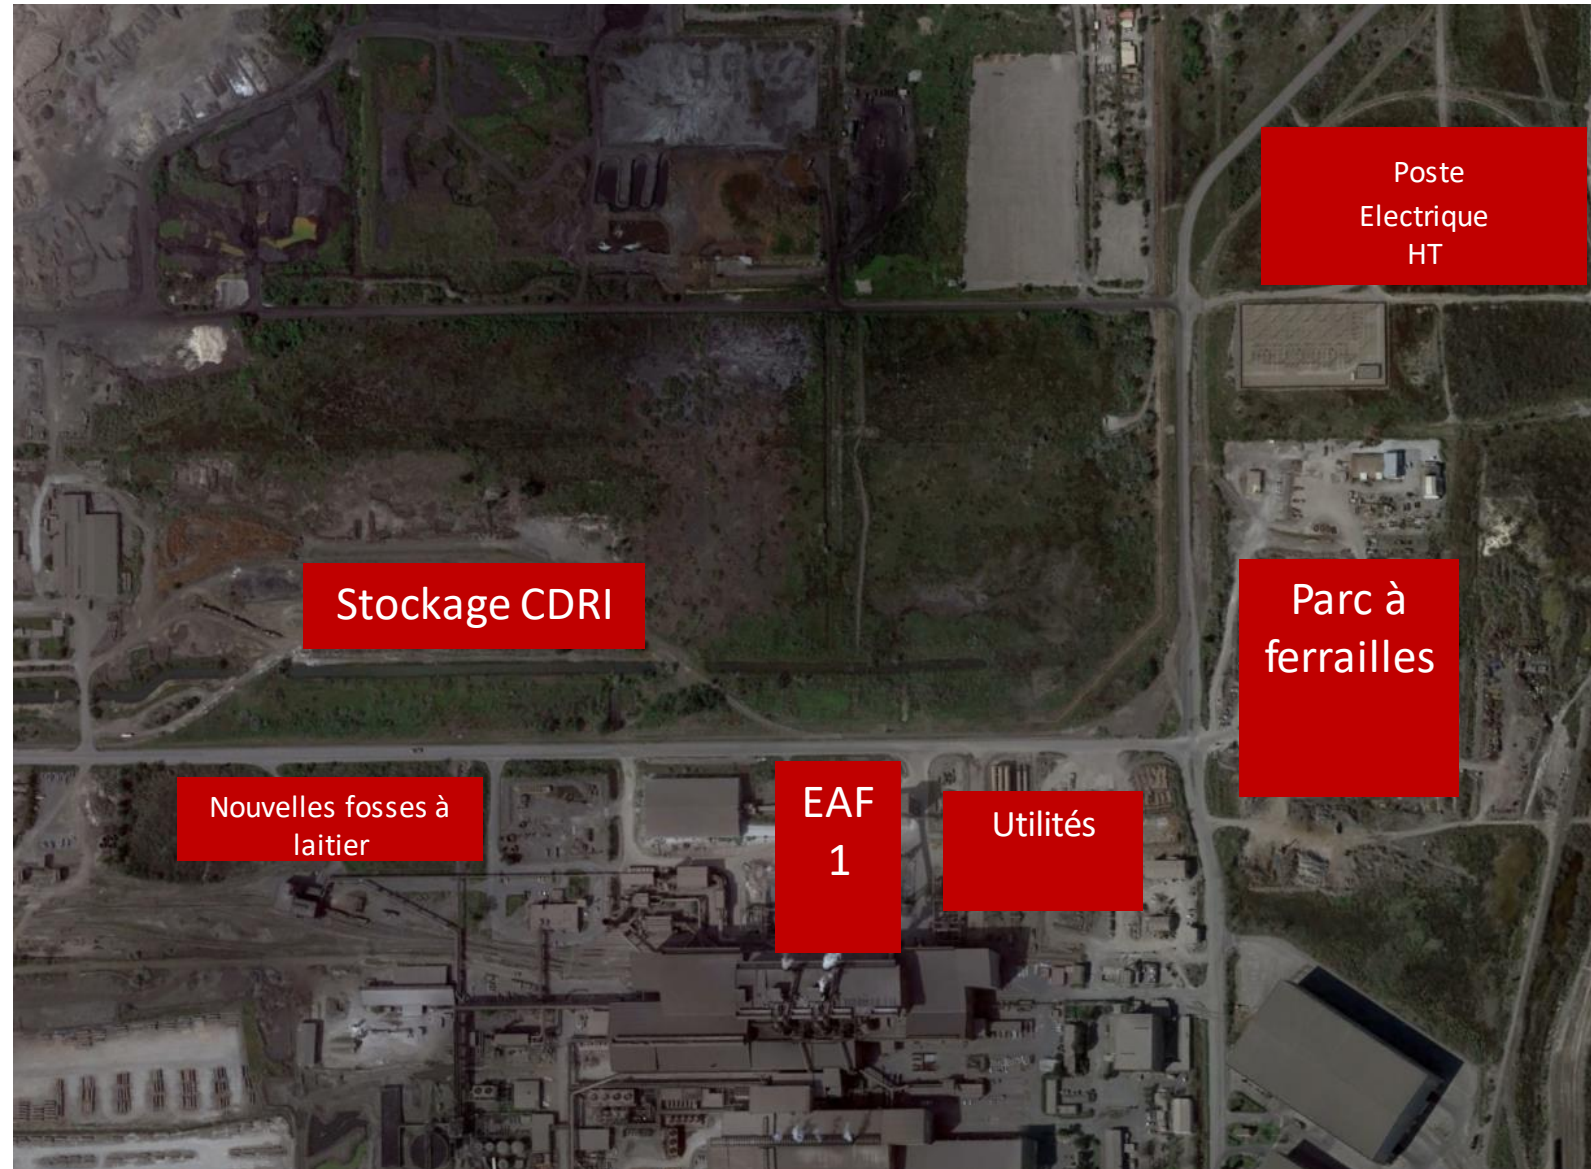 Poste
Electrique
HT
Stockage CDRI
Parc à
ferrailles
Nouvelles fosses à
laitier
EAF
1
Utilités